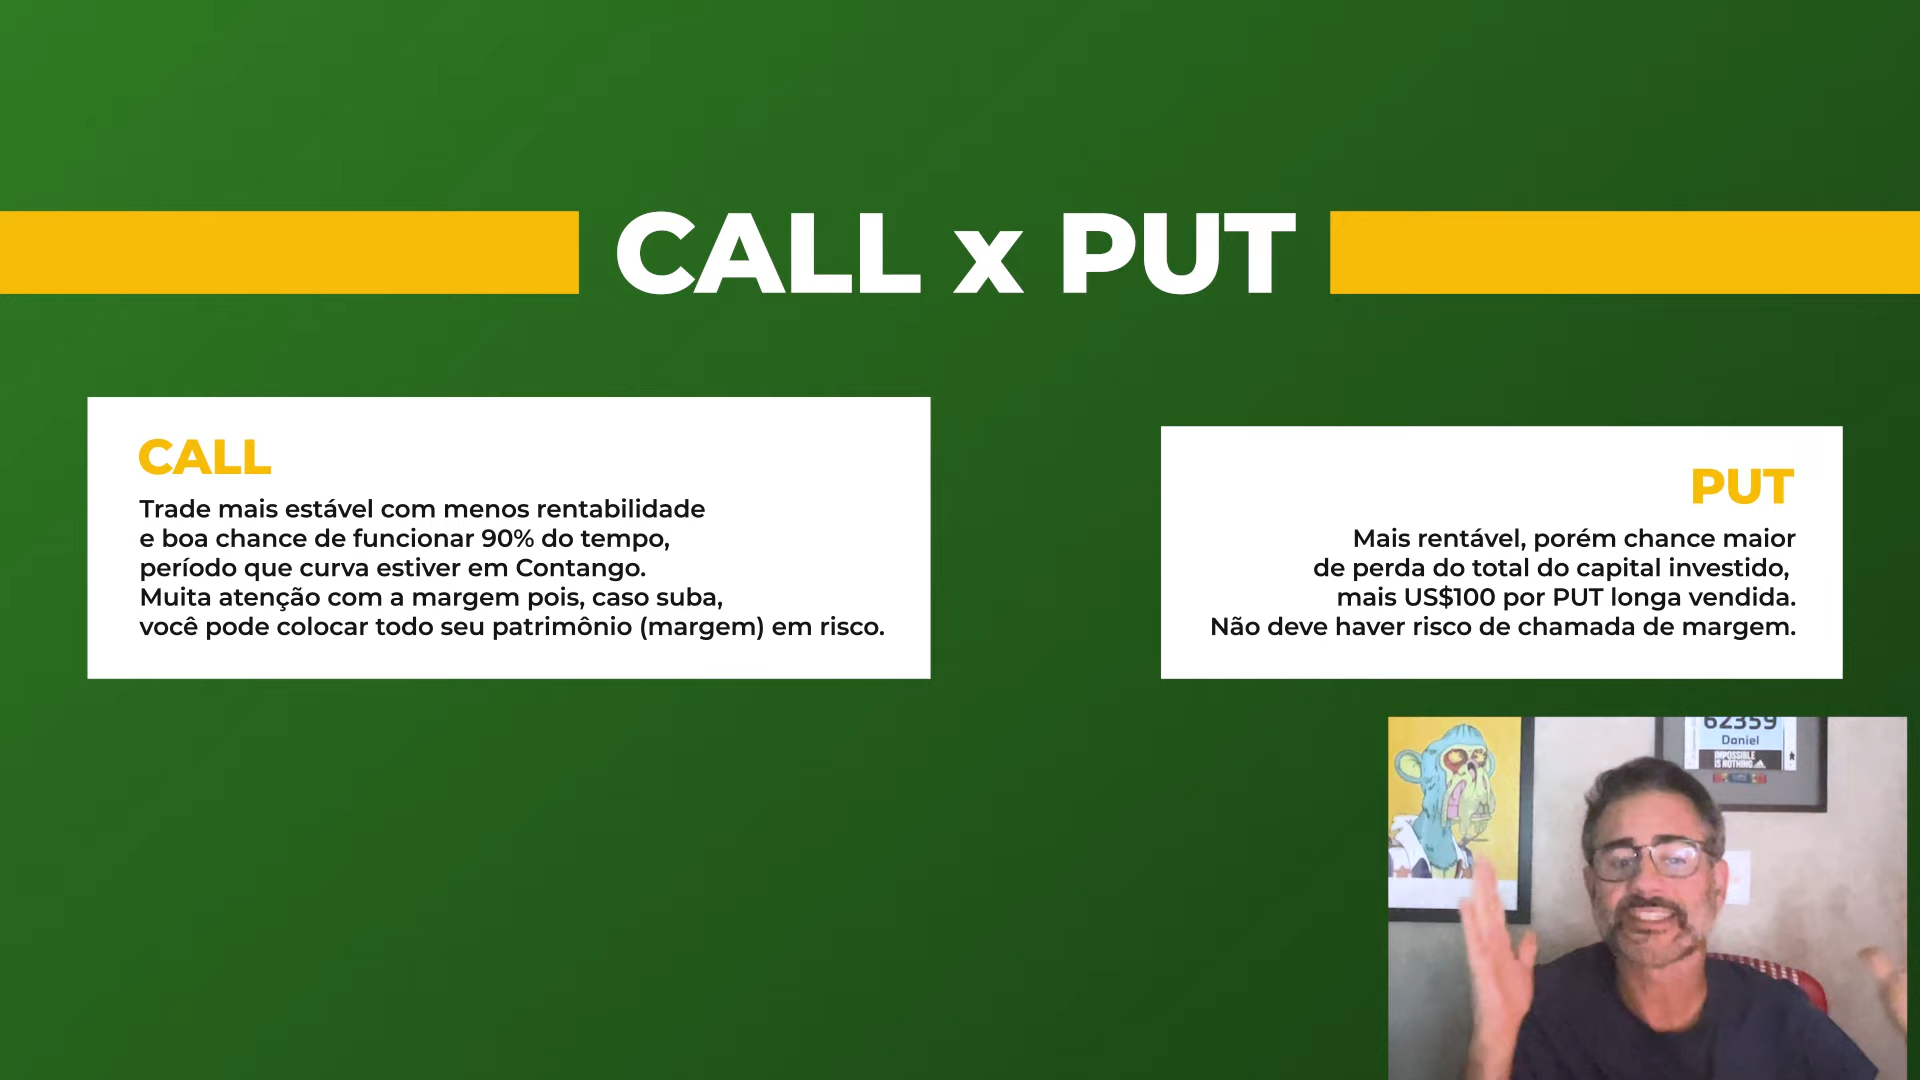 CALL x PUT
CALL
Trade mais estável com menos rentabilidade
e boa chance de funcionar 90% do tempo,
período que curva estiver em Contango.
Muita atenção com a margem pois, caso suba,
você pode colocar todo seu patrimônio (margem) em risco.
PUT
Mais rentável, porém chance maior
de perda do total do capital investido,
mais US$100 por PUT longa vendida.
Não deve haver risco de chamada de margem.
62359
Daniel
IMPOSSIBLE
IS NOTHING